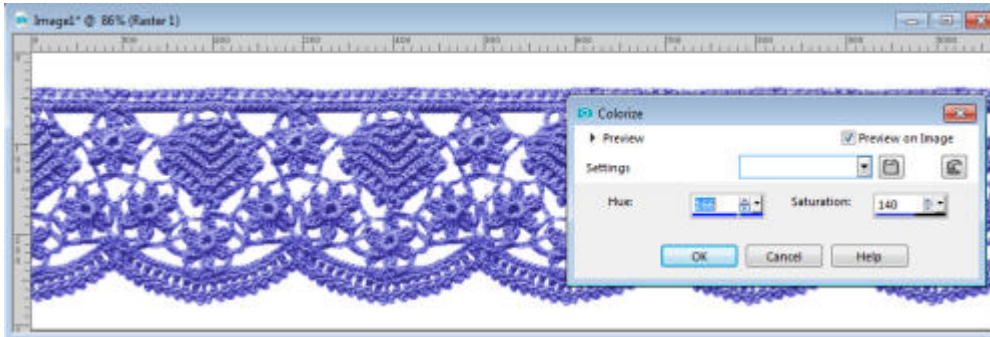 Image1* @ 86% (Raster 1)
Colorize
Preview
Preview on Image
Settings
Hue:
Saturation: 140
OK Cancel Help